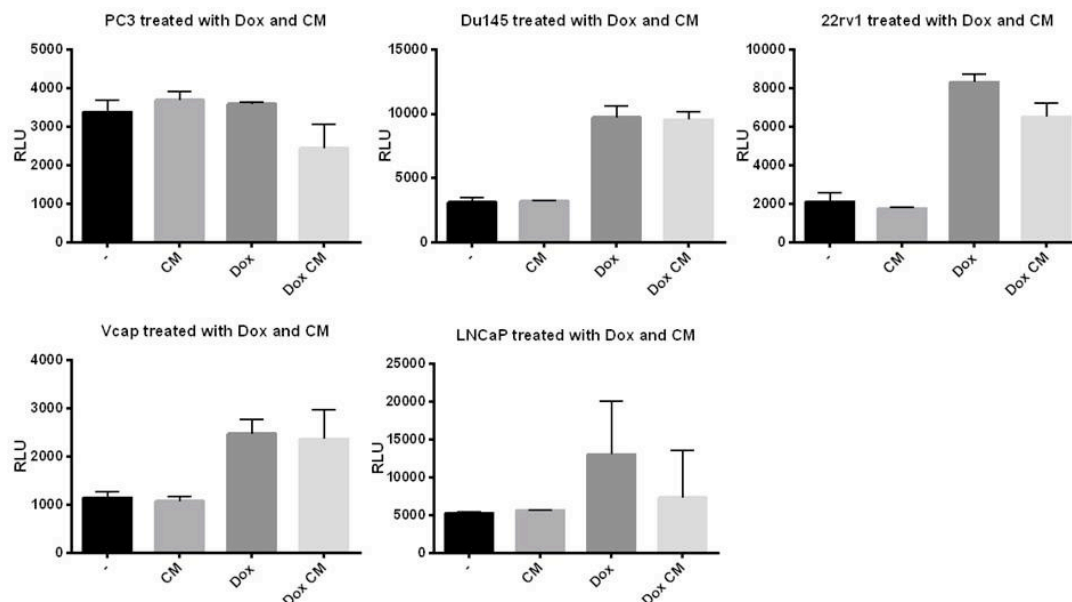 PC3 treated with Dox and CM
5000
4000
3000
2000
1000
0
RLU
-
CM
Dox
Dox CM
Du145 treated with Dox and CM
15000
10000
5000
0
RLU
-
CM
Dox
Dox CM
22rv1 treated with Dox and CM
10000
8000
6000
4000
2000
0
RLU
-
CM
Dox
Dox CM
Vcap treated with Dox and CM
4000
3000
2000
1000
0
RLU
-
CM
Dox
Dox CM
LNCaP treated with Dox and CM
25000
20000
15000
10000
5000
0
RLU
-
CM
Dox
Dox CM